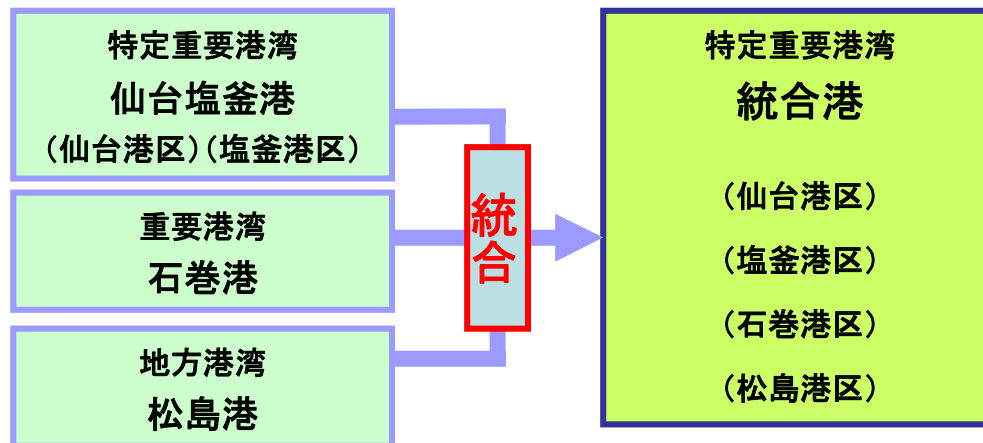 特定重要港湾
仙台塩釜港
（仙台港区）（塩釜港区）
重要港湾
石巻港
地方港湾
松島港
統合
特定重要港湾
統合港
（仙台港区）
（塩釜港区）
（石巻港区）
（松島港区）